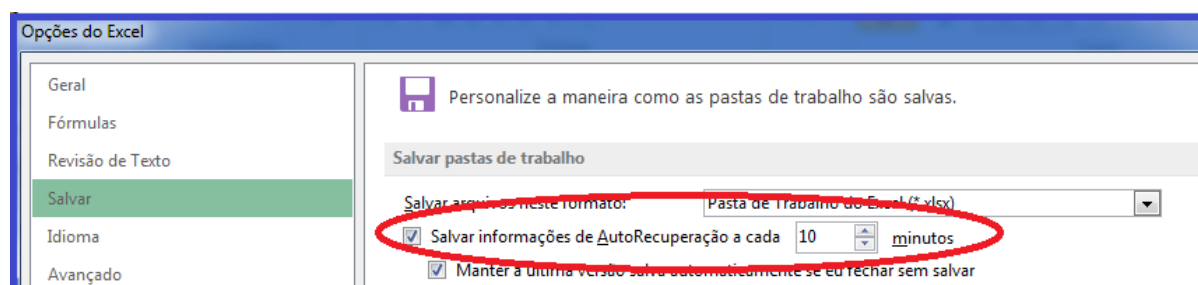 Opções do Excel
Geral
Fórmulas
Revisão de Texto
Salvar
Idioma
Avançado
Personalize a maneira como as pastas de trabalho são salvas.
Salvar pastas de trabalho
Salvar arquivos neste formato: Pasta de Trabalho do Excel (*.xlsx)
Salvar informações de AutoRecuperação a cada 10 minutos
Manter a última versão salva automaticamente se eu fechar sem salvar